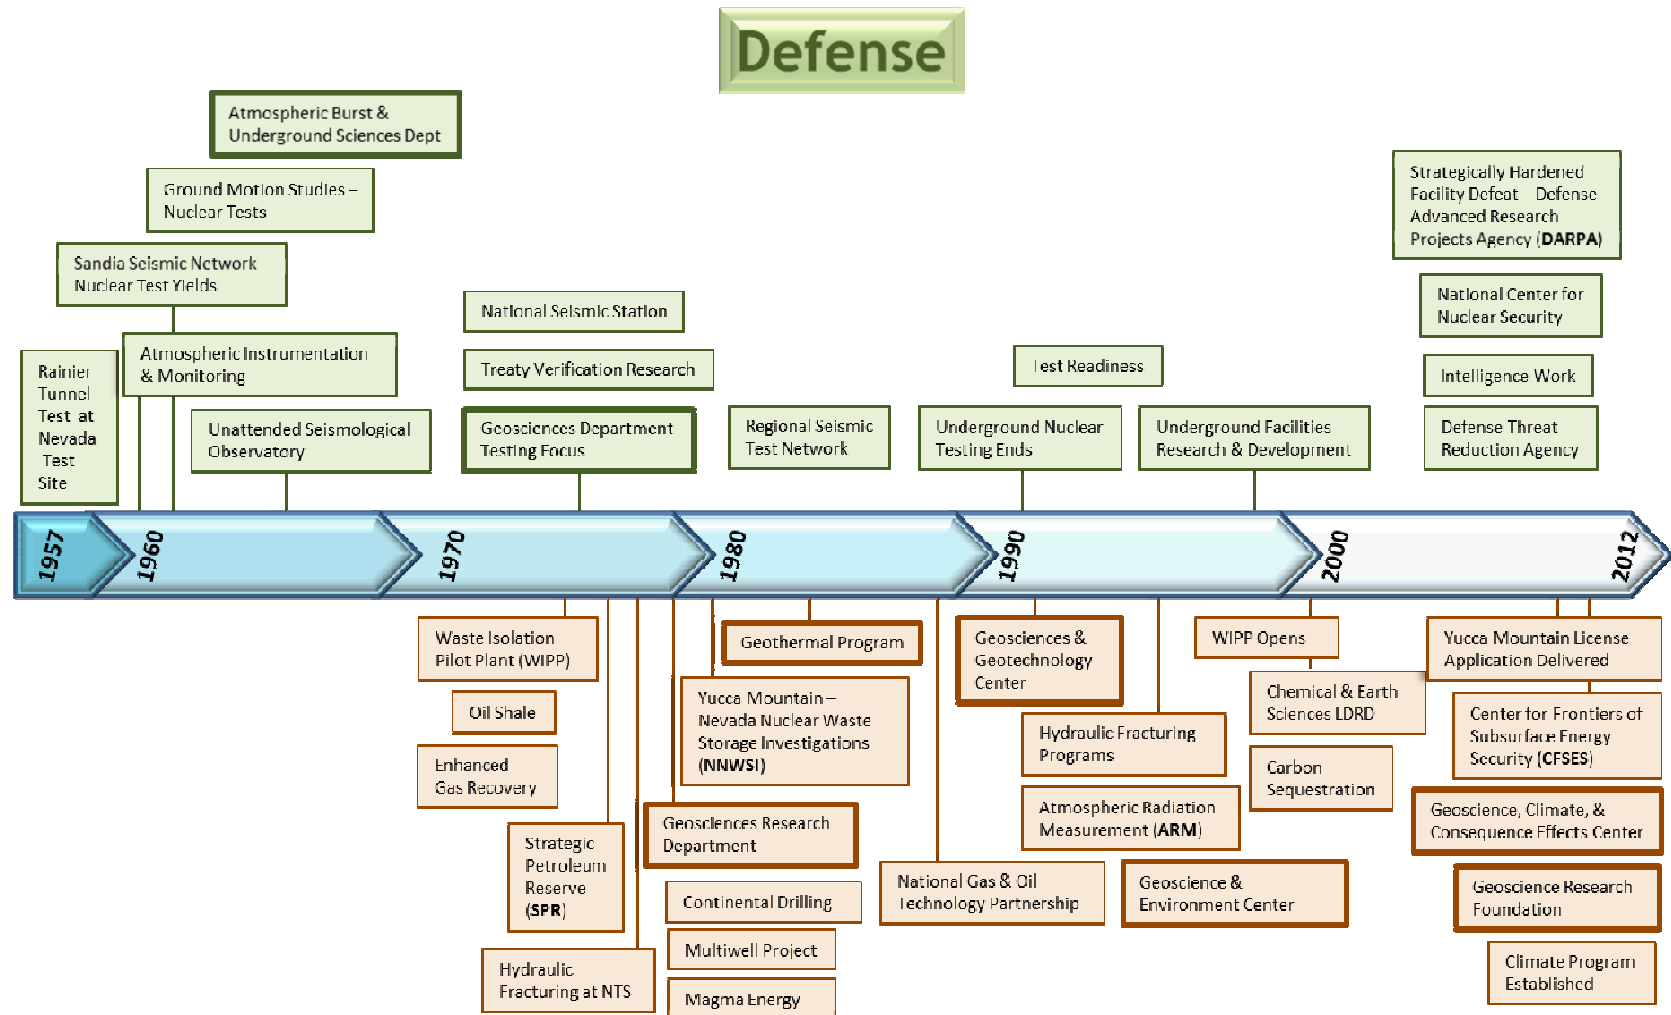 Defense
Atmospheric Burst &
Underground Sciences Dept
Ground Motion Studies –
Nuclear Tests
Sandia Seismic Network
Nuclear Test Yields
Rainier
Tunnel
Test at
Nevada
Test
Site
Atmospheric Instrumentation
& Monitoring
Unattended Seismological
Observatory
National Seismic Station
Treaty Verification Research
Geosciences Department
Testing Focus
Regional Seismic
Test Network
Test Readiness
Underground Nuclear
Testing Ends
Underground Facilities
Research & Development
Strategically Hardened
Facility Defeat – Defense
Advanced Research
Projects Agency (DARPA)
National Center for
Nuclear Security
Intelligence Work
Defense Threat
Reduction Agency
1957
1960
1970
1980
1990
2000
2012
Waste Isolation
Pilot Plant (WIPP)
Oil Shale
Enhanced
Gas Recovery
Strategic
Petroleum
Reserve
(SPR)
Hydraulic
Fracturing at NTS
Geothermal Program
Yucca Mountain –
Nevada Nuclear Waste
Storage Investigations
(NNWSI)
Geosciences Research
Department
Continental Drilling
Multiwell Project
Magma Energy
National Gas & Oil
Technology Partnership
Geosciences &
Geotechnology
Center
Hydraulic Fracturing
Programs
Atmospheric Radiation
Measurement (ARM)
Geoscience &
Environment Center
WIPP Opens
Chemical & Earth
Sciences LDRD
Carbon
Sequestration
Yucca Mountain License
Application Delivered
Center for Frontiers of
Subsurface Energy
Security (CFSES)
Geoscience, Climate, &
Consequence Effects Center
Geoscience Research
Foundation
Climate Program
Established